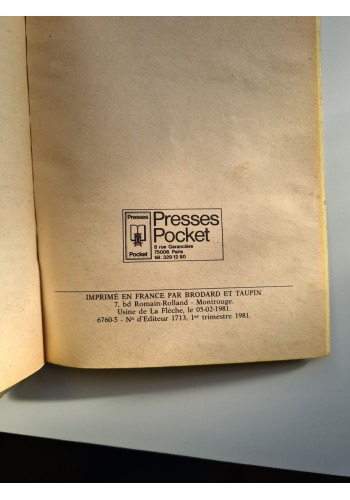 Presses
Pocket
Presses
Pocket
8 rue Garancière
75006 Paris
tél. 329 12 80
IMPRIMÉ EN FRANCE PAR BRODARD ET TAUPIN
7, bd Romain-Rolland - Montrouge.
Usine de La Flèche, le 05-02-1981.
6760-5 - Nº d'Editeur 1713, 1er trimestre 1981.